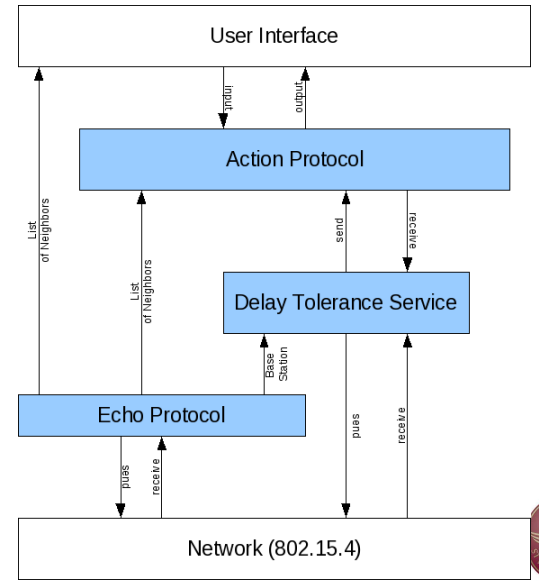 User Interface
input
output
Action Protocol
List
of Neighbors
List
of Neighbors
send
receive
Delay Tolerance Service
Base
Station
Echo Protocol
send
receive
send
receive
Network (802.15.4)